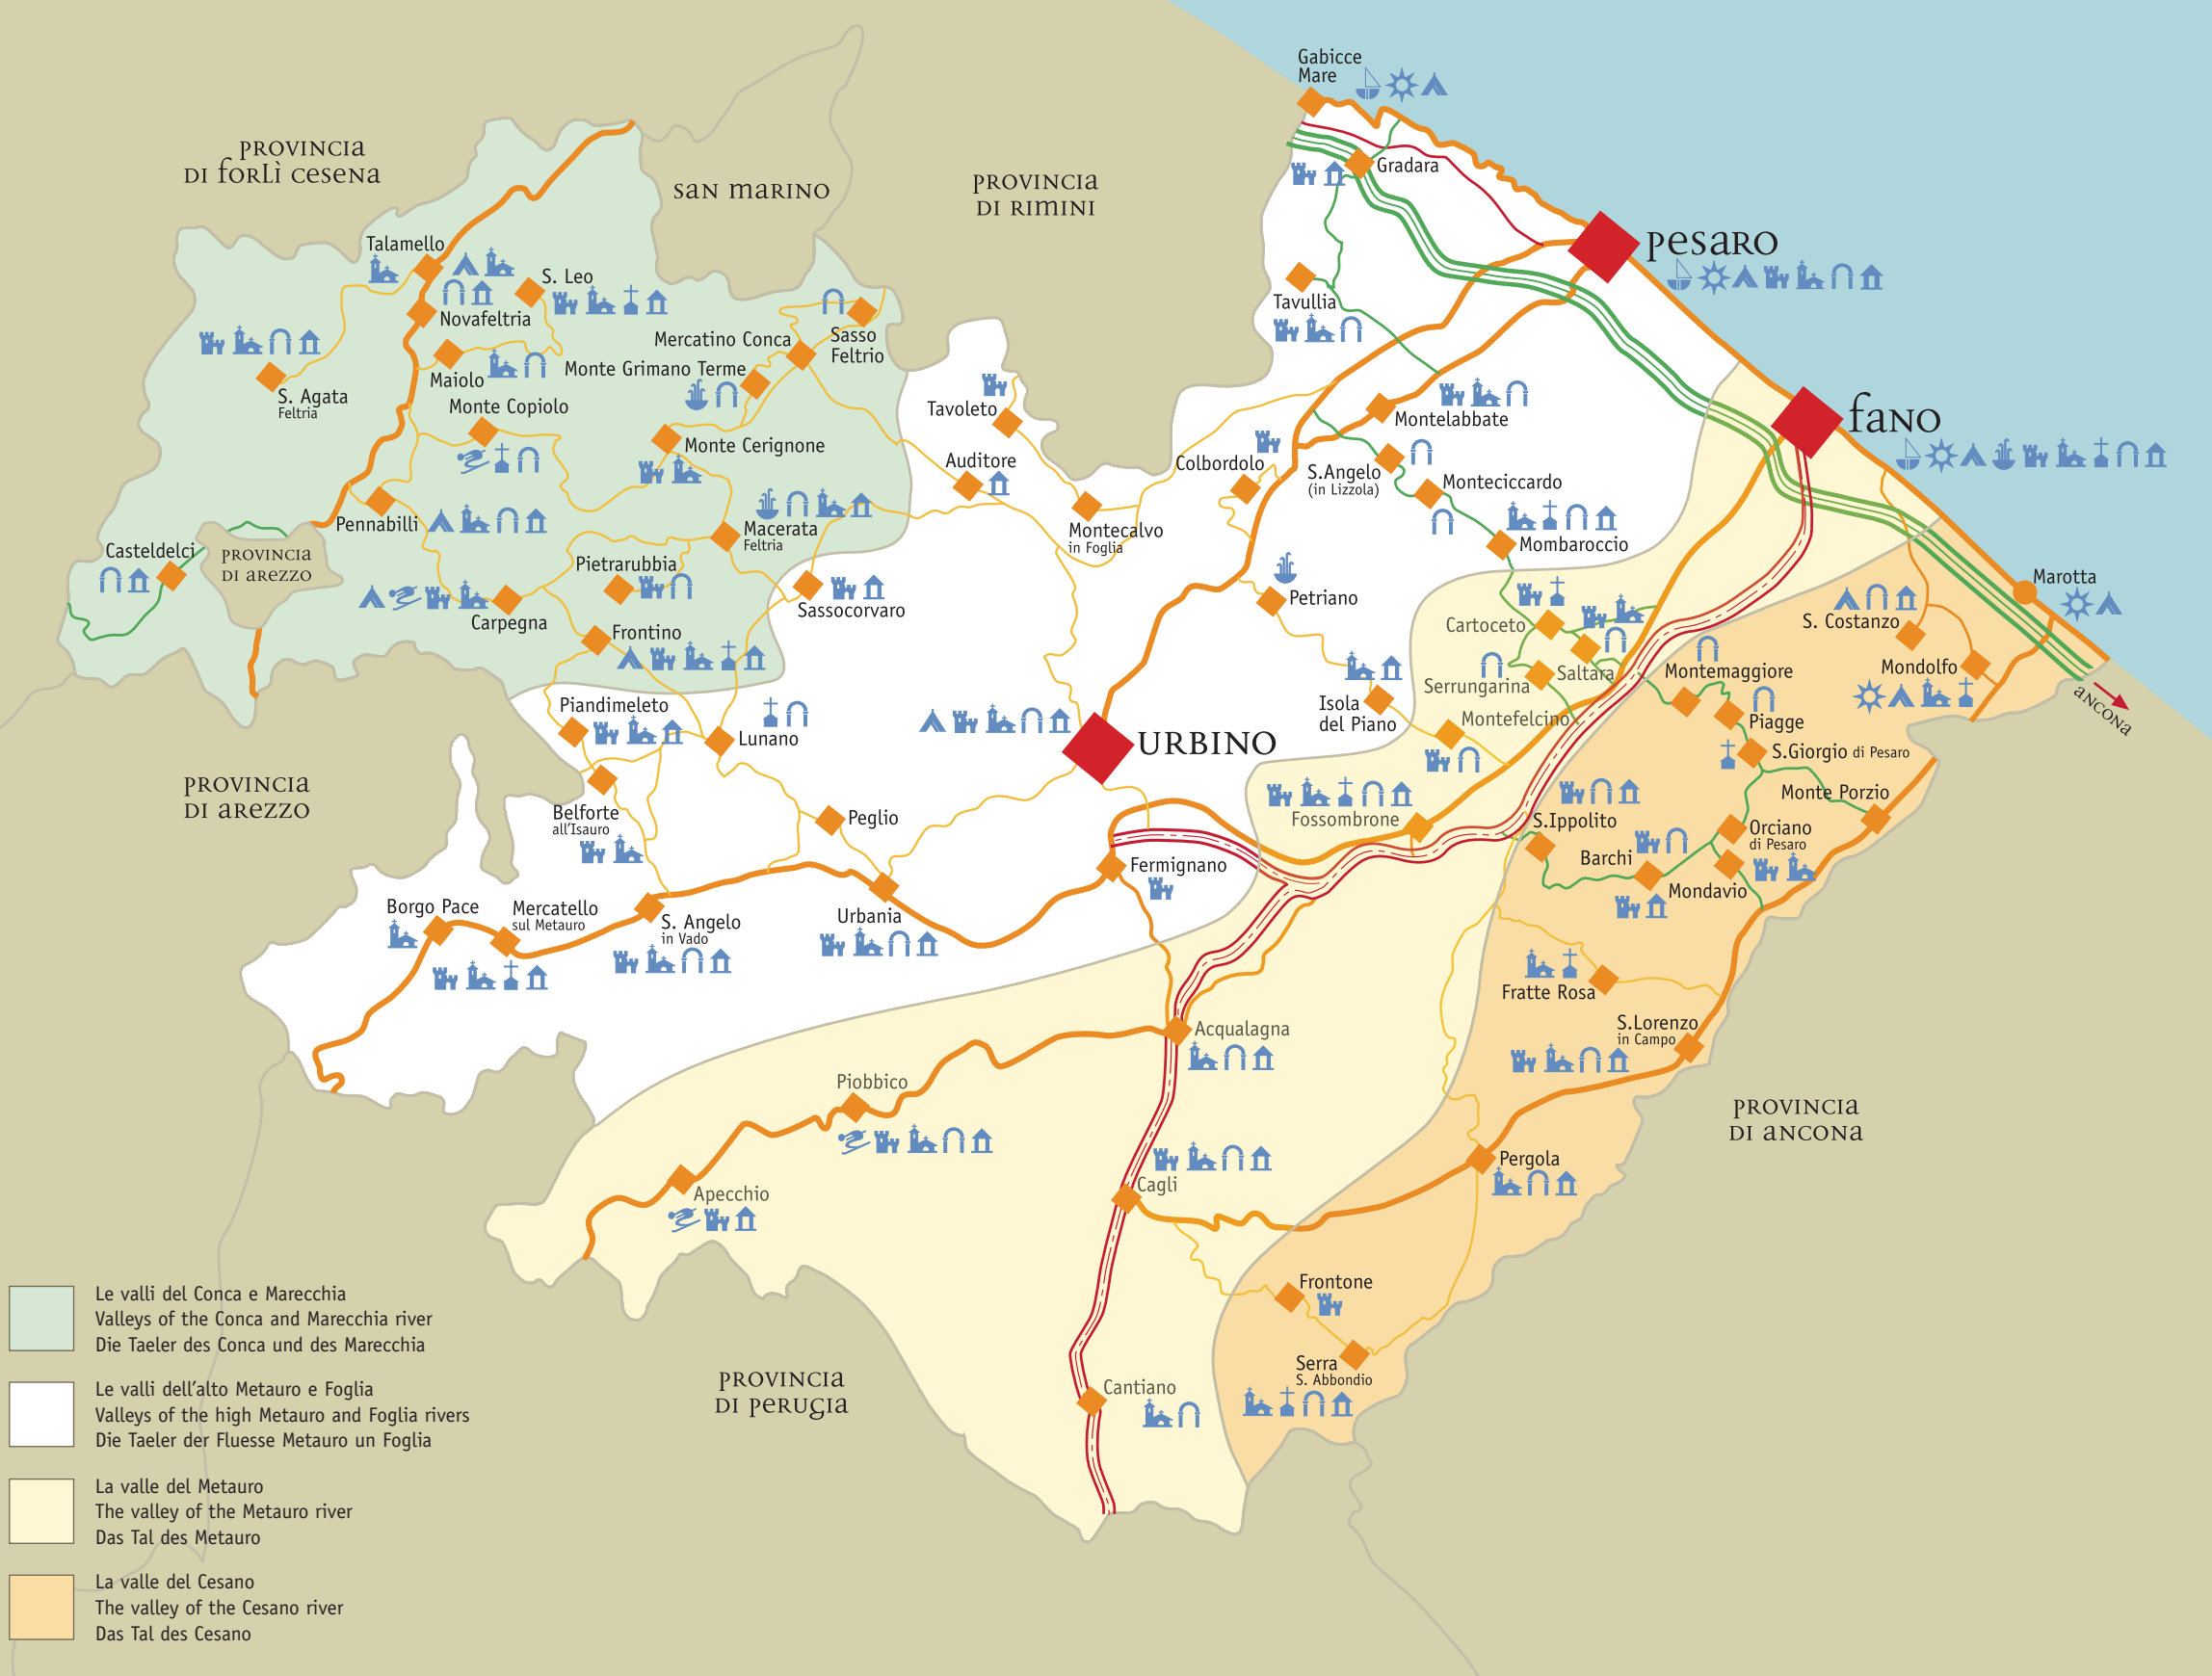 Gabicce
Mare
PROVINCIA
DI FORLÌ CESENA
SAN MARINO
PROVINCIA
DI RIMINI
Gradara
PESARO
Talamello
S. Leo
Novafeltria
Tavullia
Mercatino Conca
Sasso
Feltrio
Monte Grimano Terme
Maiolo
S. Agata
Feltria
Monte Copiolo
Tavoleto
Montelabbate
FANO
Monte Cerignone
Auditore
Colbordolo
S.Angelo
(in Lizzola)
Monteciccardo
Pennabilli
Macerata
Feltria
Montecalvo
in Foglia
Mombaroccio
Casteldelci
PROVINCIA
DI AREZZO
Pietrarubbia
Marotta
Petriano
Sassocorvaro
Carpegna
Cartoceto
S. Costanzo
Frontino
Mondolfo
Saltara
Montemaggiore
Serrungarina
ANCONA
Piandimeleto
Isola
del Piano
Montefelcino
Piagge
Lunano
URBINO
S.Giorgio di Pesaro
PROVINCIA
DI AREZZO
Monte Porzio
Belforte
all'Isauro
Peglio
Fossombrone
S.Ippolito
Orciano
di Pesaro
Barchi
Fermignano
Mondavio
Borgo Pace
Mercatello
sul Metauro
S. Angelo
in Vado
Urbania
Fratte Rosa
S.Lorenzo
in Campo
Acqualagna
Piobbico
PROVINCIA
DI ANCONA
Pergola
Cagli
Apecchio
Frontone
Serra
S. Abbondio
PROVINCIA
DI PERUGIA
Cantiano
Le valli del Conca e Marecchia
Valleys of the Conca and Marecchia river
Die Taeler des Conca und des Marecchia
Le valli dell'alto Metauro e Foglia
Valleys of the high Metauro and Foglia rivers
Die Taeler der Fluesse Metauro un Foglia
La valle del Metauro
The valley of the Metauro river
Das Tal des Metauro
La valle del Cesano
The valley of the Cesano river
Das Tal des Cesano